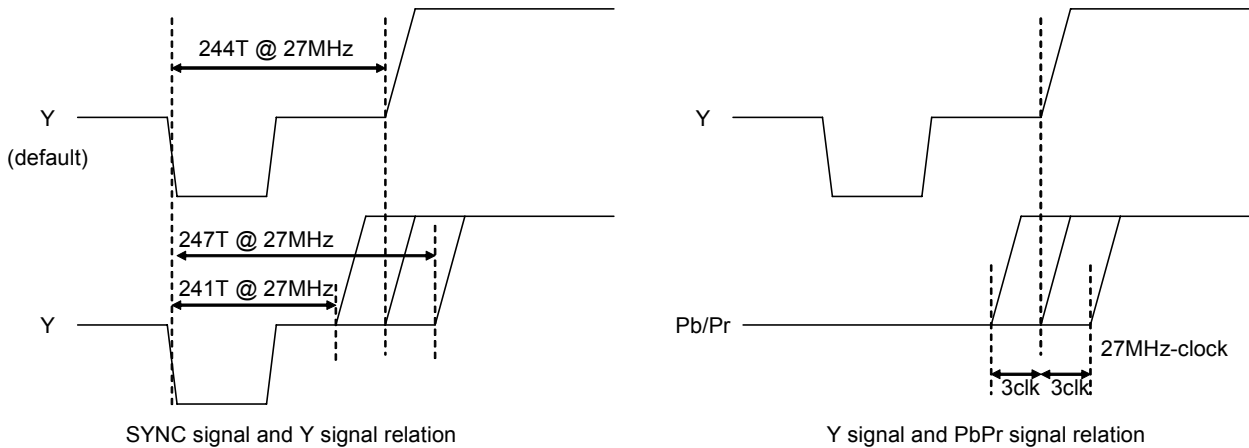 244T @ 27MHz
Y
(default)
247T @ 27MHz
241T @ 27MHz
Y
SYNC signal and Y signal relation
Y
Pb/Pr
27MHz-clock
3clk 3clk
Y signal and PbPr signal relation